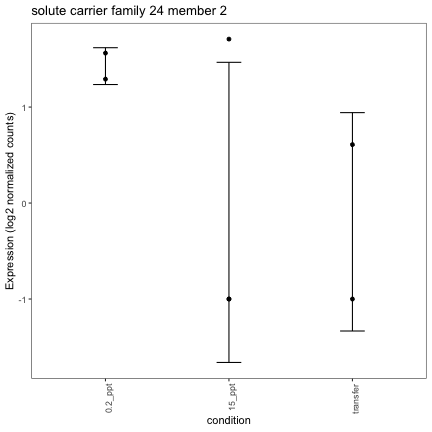 solute carrier family 24 member 2
Expression (log2 normalized counts)
1
0
-1
0.2_ppt
15_ppt
transfer
condition